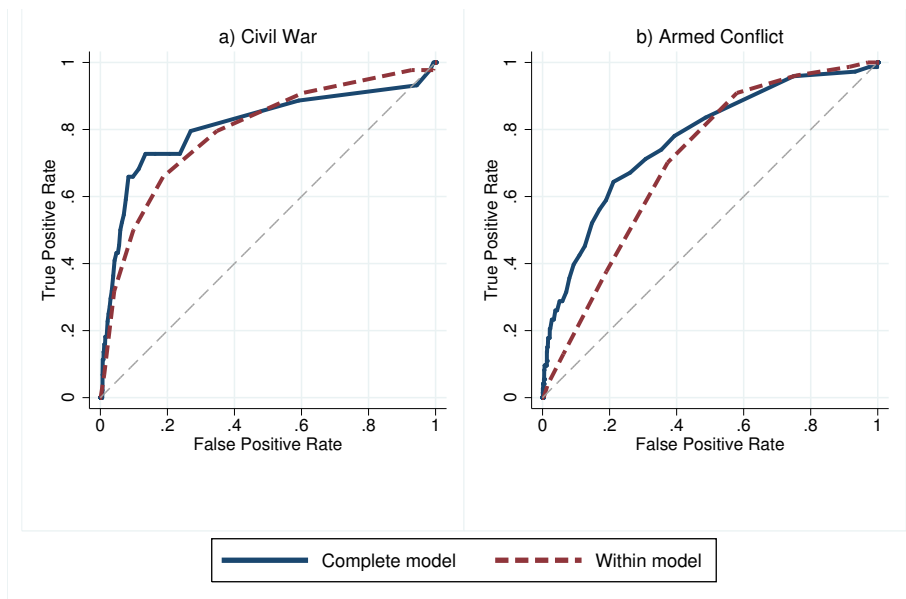 a) Civil War
True Positive Rate
0 .2 .4 .6 .8 1
0 .2 .4 .6 .8 1
False Positive Rate
b) Armed Conflict
True Positive Rate
0 .2 .4 .6 .8 1
0 .2 .4 .6 .8 1
False Positive Rate
Complete model
Within model